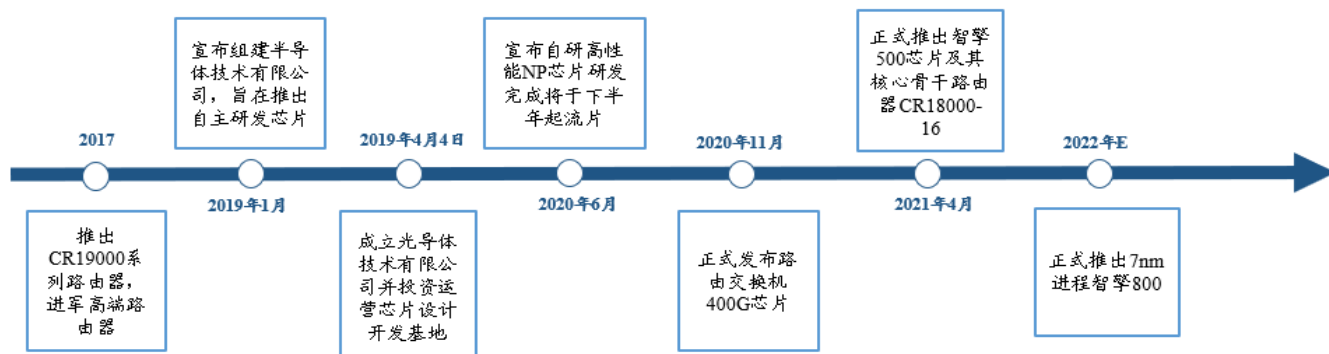 2017
推出
CR19000系
列路由器，
进军高端路
由器
宣布组建半导
体技术有限公
司，旨在推出
自主研发芯片
2019年1月
2019年4月4日
成立光导体
技术有限公
司并投资运
营芯片设计
开发基地
宣布自研高性
能NP芯片研发
完成将于下半
年起流片
2020年6月
2020年11月
正式发布路
由交换机
400G芯片
正式推出智擎
500芯片及其
核心骨干路由
器CR18000-
16
2021年4月
2022年E
正式推出7nm
进程智擎800